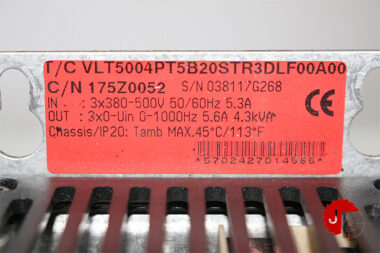 T/C VLT5004PT5B20STR3DLF00A00
C/N 175Z0052 S/N 038117G268
IN : 3x380-500V 50/60Hz 5.3A
OUT : 3x0-Uin 0-1000Hz 5.6A 4.3kVA
Chassis/IP20: Tamb MAX.45°C/113°F
*5702427014565*
CE
J